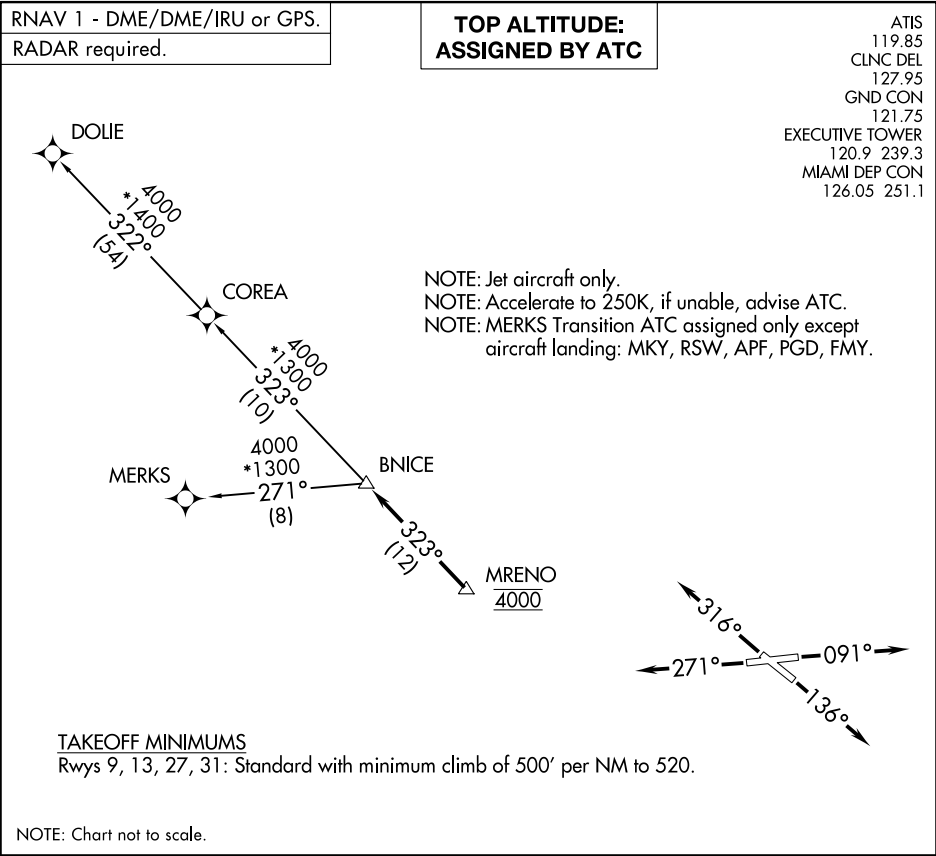 RNAV 1 - DME/DME/IRU or GPS.
RADAR required.
TOP ALTITUDE:
ASSIGNED BY ATC
ATIS
119.85
CLNC DEL
127.95
GND CON
121.75
EXECUTIVE TOWER
120.9 239.3
MIAMI DEP CON
126.05 251.1
DOLIE
4000
*1400
322°
(54)
COREA
NOTE: Jet aircraft only.
NOTE: Accelerate to 250K, if unable, advise ATC.
NOTE: MERKS Transition ATC assigned only except
aircraft landing: MKY, RSW, APF, PGD, FMY.
4000
*1300
323°
(10)
4000
*1300
271°
(8)
MERKS
BNICE
323°
(12)
MRENO
4000
316°
271°
091°
136°
TAKEOFF MINIMUMS
Rwys 9, 13, 27, 31: Standard with minimum climb of 500' per NM to 520.
NOTE: Chart not to scale.